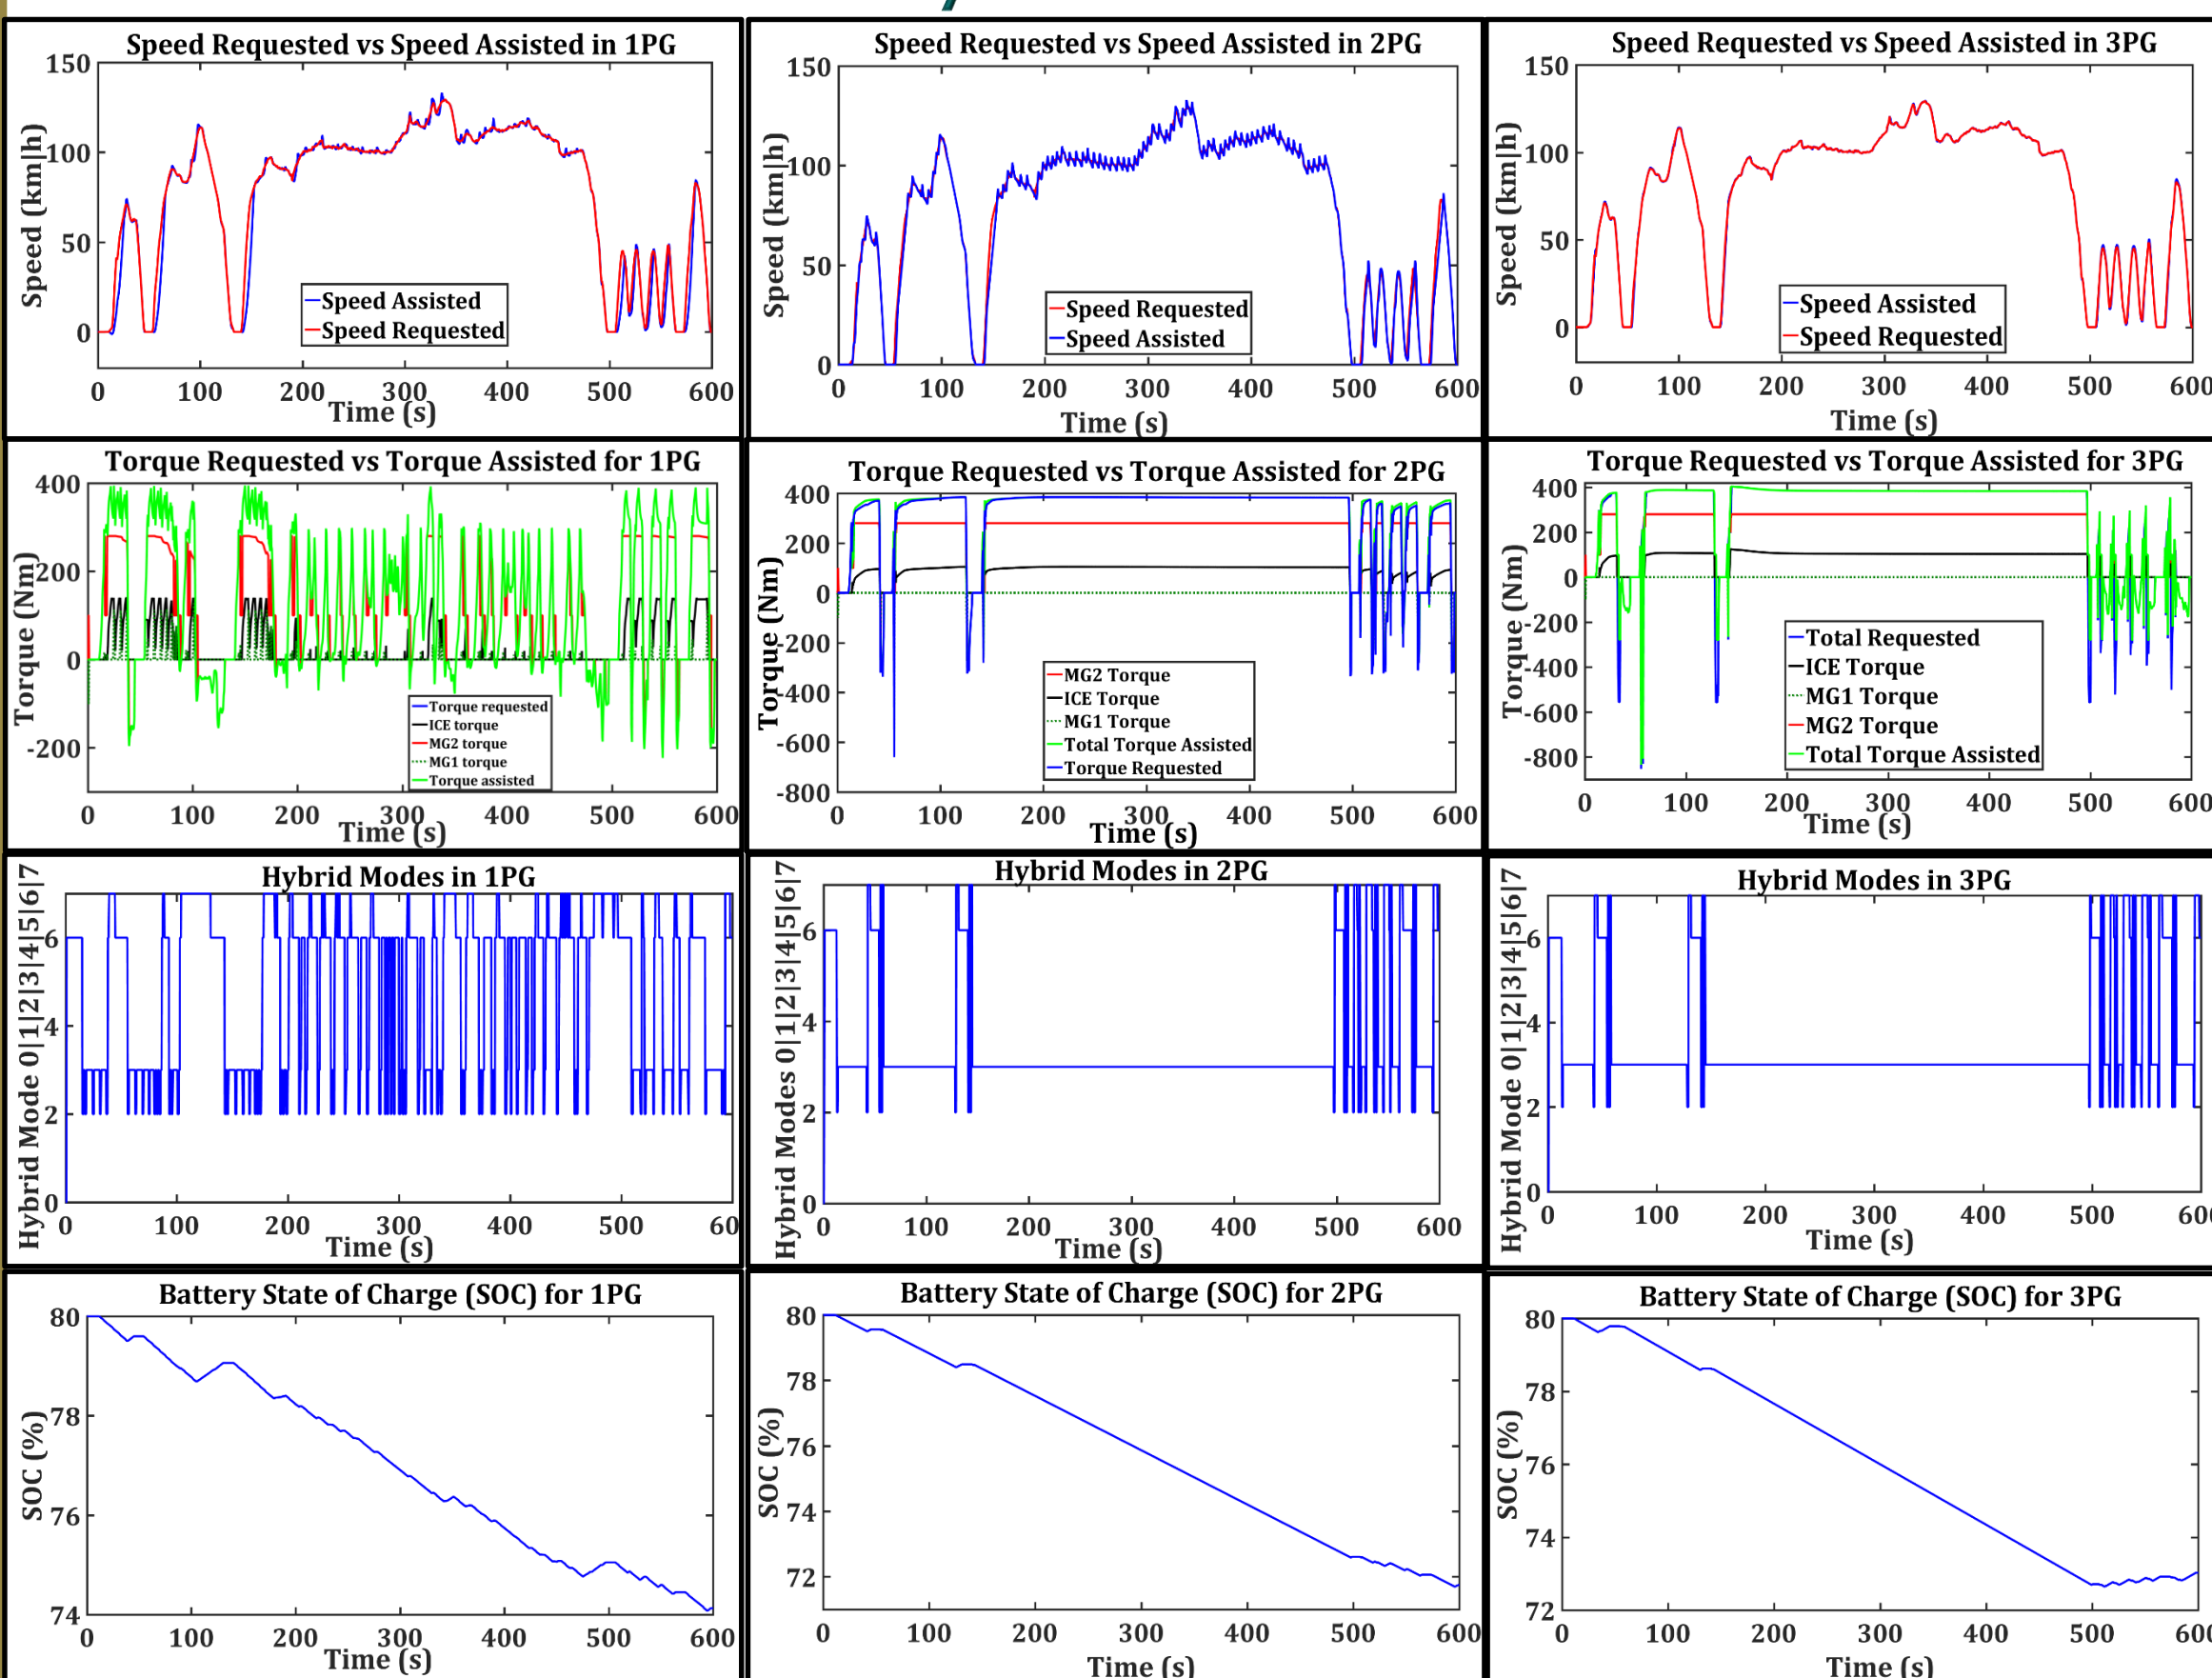 Speed Requested vs Speed Assisted in 1PG
150
100
50
0
Speed (km|h)
Speed Assisted
Speed Requested
0 100 200 300 400 500 600
Time (s)
Speed Requested vs Speed Assisted in 2PG
150
100
50
0
Speed (km|h)
Speed Requested
Speed Assisted
0 100 200 300 400 500 600
Time (s)
Speed Requested vs Speed Assisted in 3PG
150
100
50
0
Speed (km|h)
Speed Assisted
Speed Requested
0 100 200 300 400 500 600
Time (s)
Torque Requested vs Torque Assisted for 1PG
400
200
0
-200
Torque (Nm)
Torque requested
ICE torque
MG2 torque
MG1 torque
Torque assisted
0 100 200 300 400 500 600
Time (s)
Torque Requested vs Torque Assisted for 2PG
400
200
0
-200
-400
-600
-800
Torque (Nm)
MG2 Torque
ICE Torque
MG1 Torque
Total Torque Assisted
Torque Requested
0 100 200 300 400 500 600
Time (s)
Torque Requested vs Torque Assisted for 3PG
400
200
0
-200
-400
-600
-800
Torque (Nm)
Total Requested
ICE Torque
MG1 Torque
MG2 Torque
Total Torque Assisted
0 100 200 300 400 500 600
Time (s)
Hybrid Modes in 1PG
6
4
2
0
Hybrid Mode 0|1|2|3|4|5|6|7
0 100 200 300 400 500 60
Time (s)
Hybrid Modes in 2PG
6
4
2
0
Hybrid Modes 0|1|2|3|4|5|6|7
0 100 200 300 400 500 600
Time (s)
Hybrid Modes in 3PG
6
4
2
0
Hybrid Mode 0|1|2|3|4|5|6|7
0 100 200 300 400 500 600
Time (s)
Battery State of Charge (SOC) for 1PG
80
78
76
74
SOC (%)
0 100 200 300 400 500 600
Time (s)
Battery State of Charge (SOC) for 2PG
80
78
76
74
72
SOC (%)
0 100 200 300 400 500 600
Time (s)
Battery State of Charge (SOC) for 3PG
80
78
76
74
72
SOC (%)
0 100 200 300 400 500 600
Time (s)